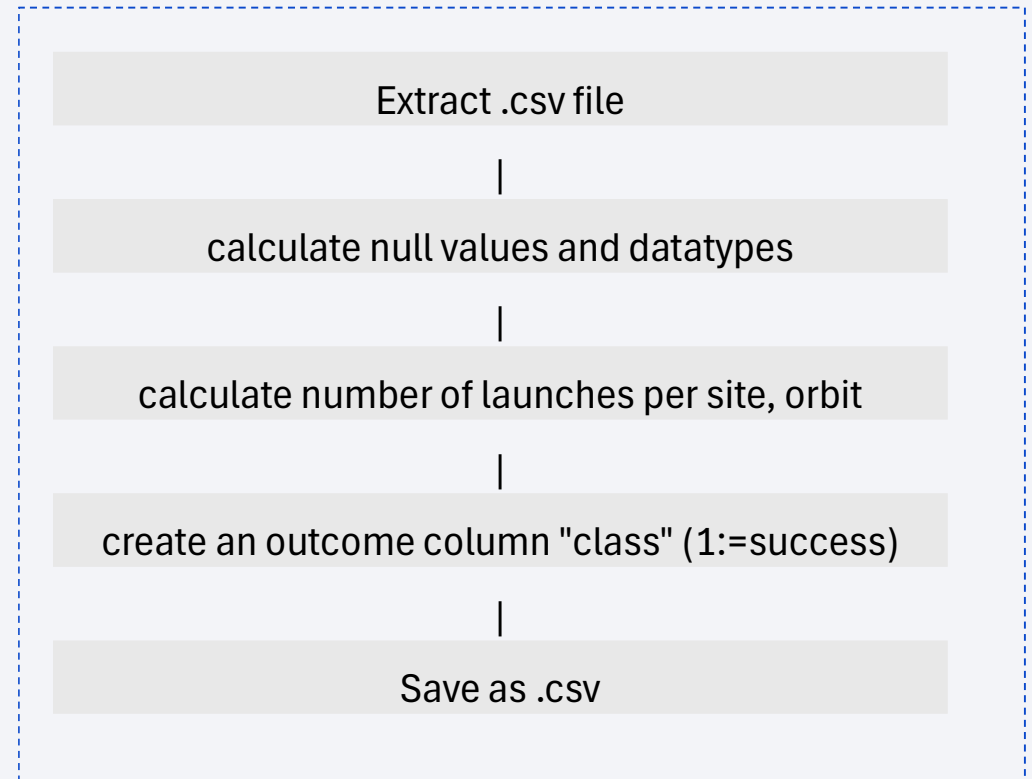 Extract .csv file
|
calculate null values and datatypes
|
calculate number of launches per site, orbit
|
create an outcome column "class" (1:=success)
|
Save as .csv